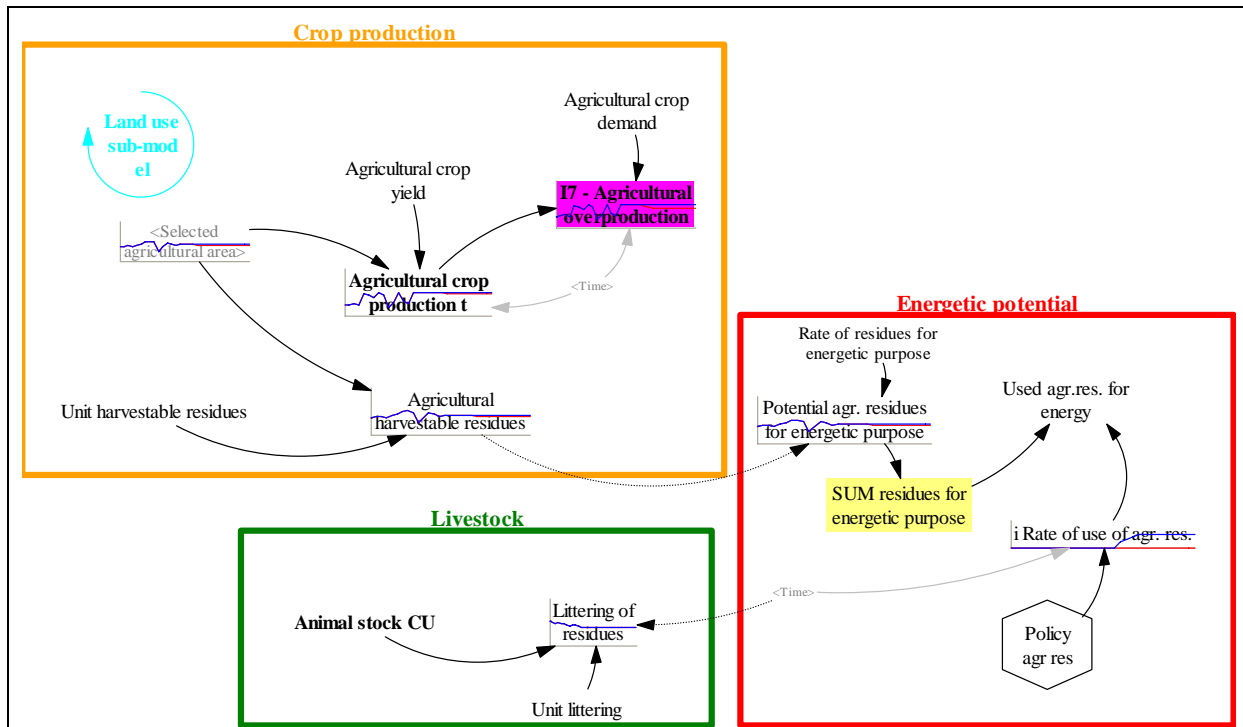 Crop production
Land use
sub-mod
el
Agricultural crop
demand
Agricultural crop
yield
I7 - Agricultural
overproduction
<Selected
agricultural area>
Agricultural crop
production t
<Time>
Unit harvestable residues
Agricultural
harvestable residues
Energetic potential
Rate of residues for
energetic purpose
Potential agr. residues
for energetic purpose
Used agr.res. for
energy
SUM residues for
energetic purpose
i Rate of use of agr. res.
<Time>
Policy
agr res
Livestock
Animal stock CU
Littering of
residues
Unit littering